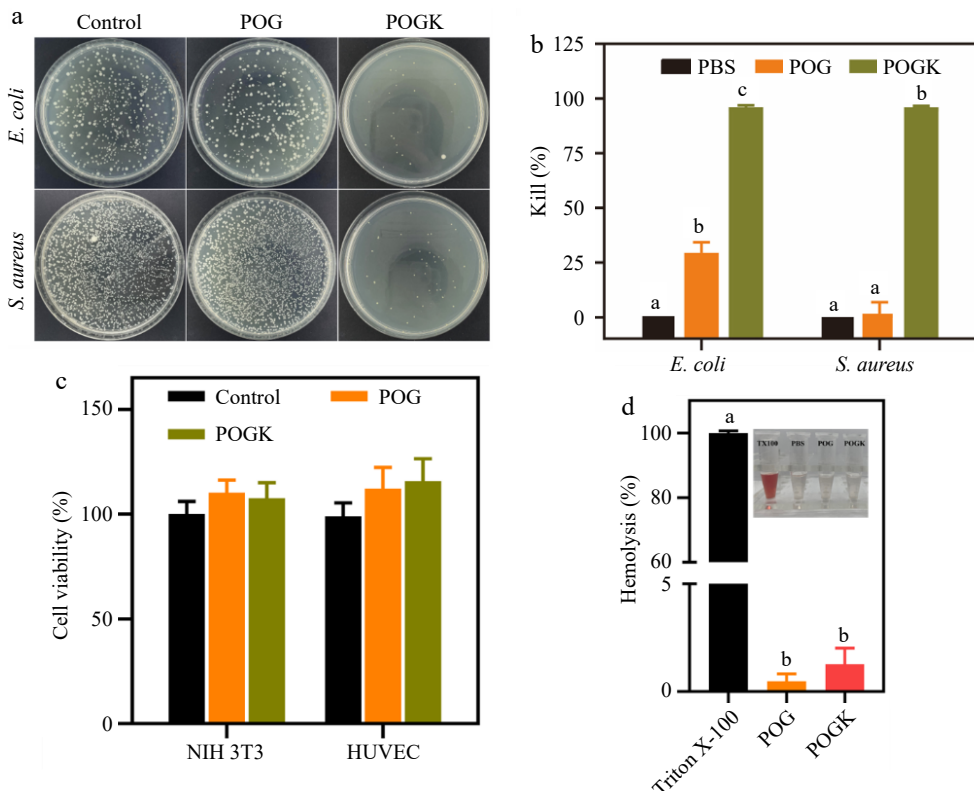 a
Control POG POGK
E. coli
S. aureus
b
125
100
75
50
25
0
Kill (%)
PBS POG POGK
a b c
a a b
E. coli S. aureus
c
150
100
50
0
Cell viability (%)
Control POG
POGK
NIH 3T3 HUVEC
d
100
80
60
5
0
Hemolysis (%)
a
b b
TX100 PBS POG POGK
Triton X-100 POG POGK